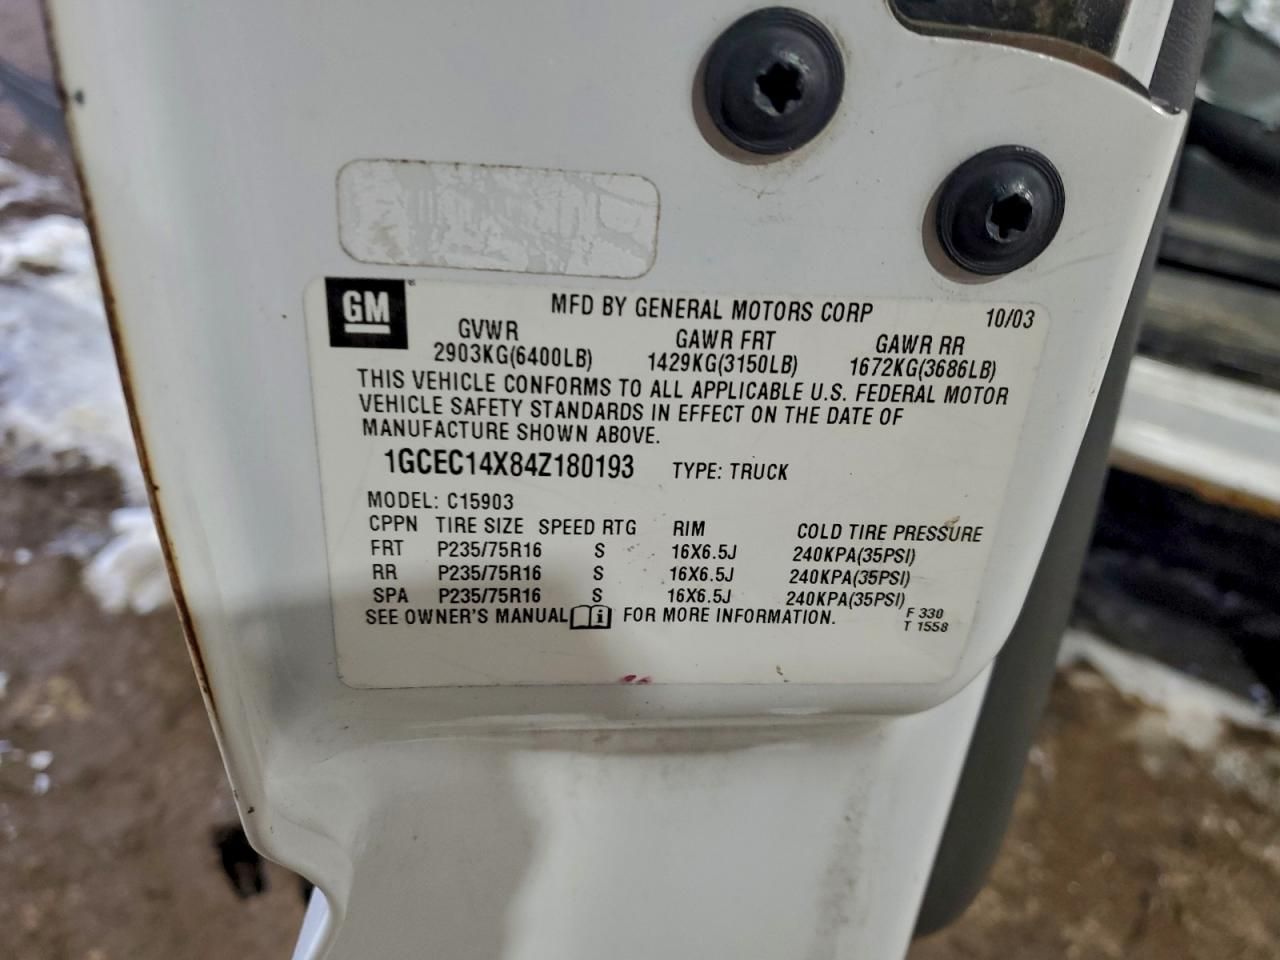 GM
MFD BY GENERAL MOTORS CORP 10/03
GVWR GAWR FRT GAWR RR
2903KG(6400LB) 1429KG(3150LB) 1672KG(3686LB)
THIS VEHICLE CONFORMS TO ALL APPLICABLE U.S. FEDERAL MOTOR
VEHICLE SAFETY STANDARDS IN EFFECT ON THE DATE OF
MANUFACTURE SHOWN ABOVE.
1GCEC14X84Z180193 TYPE: TRUCK
MODEL: C15903
CPPN TIRE SIZE SPEED RTG RIM COLD TIRE PRESSURE
FRT P235/75R16 S 16X6.5J 240KPA(35PSI)
RR P235/75R16 S 16X6.5J 240KPA(35PSI)
SPA P235/75R16 S 16X6.5J 240KPA(35PSI)
SEE OWNER'S MANUAL FOR MORE INFORMATION.
F 330
T 1558